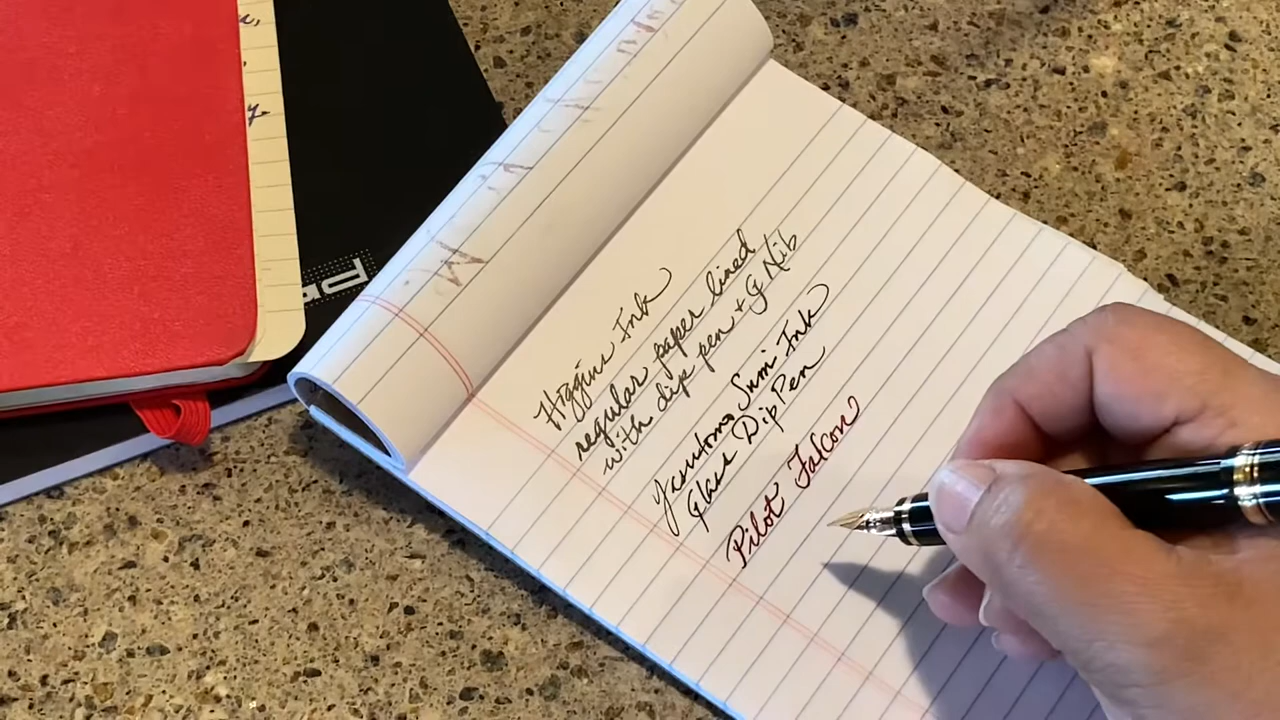 Higgins Ink
regular paper lined
with dip pen + G Nib
Yasutomo Sumi Ink
Glass Dip Pen
Pilot Falcon